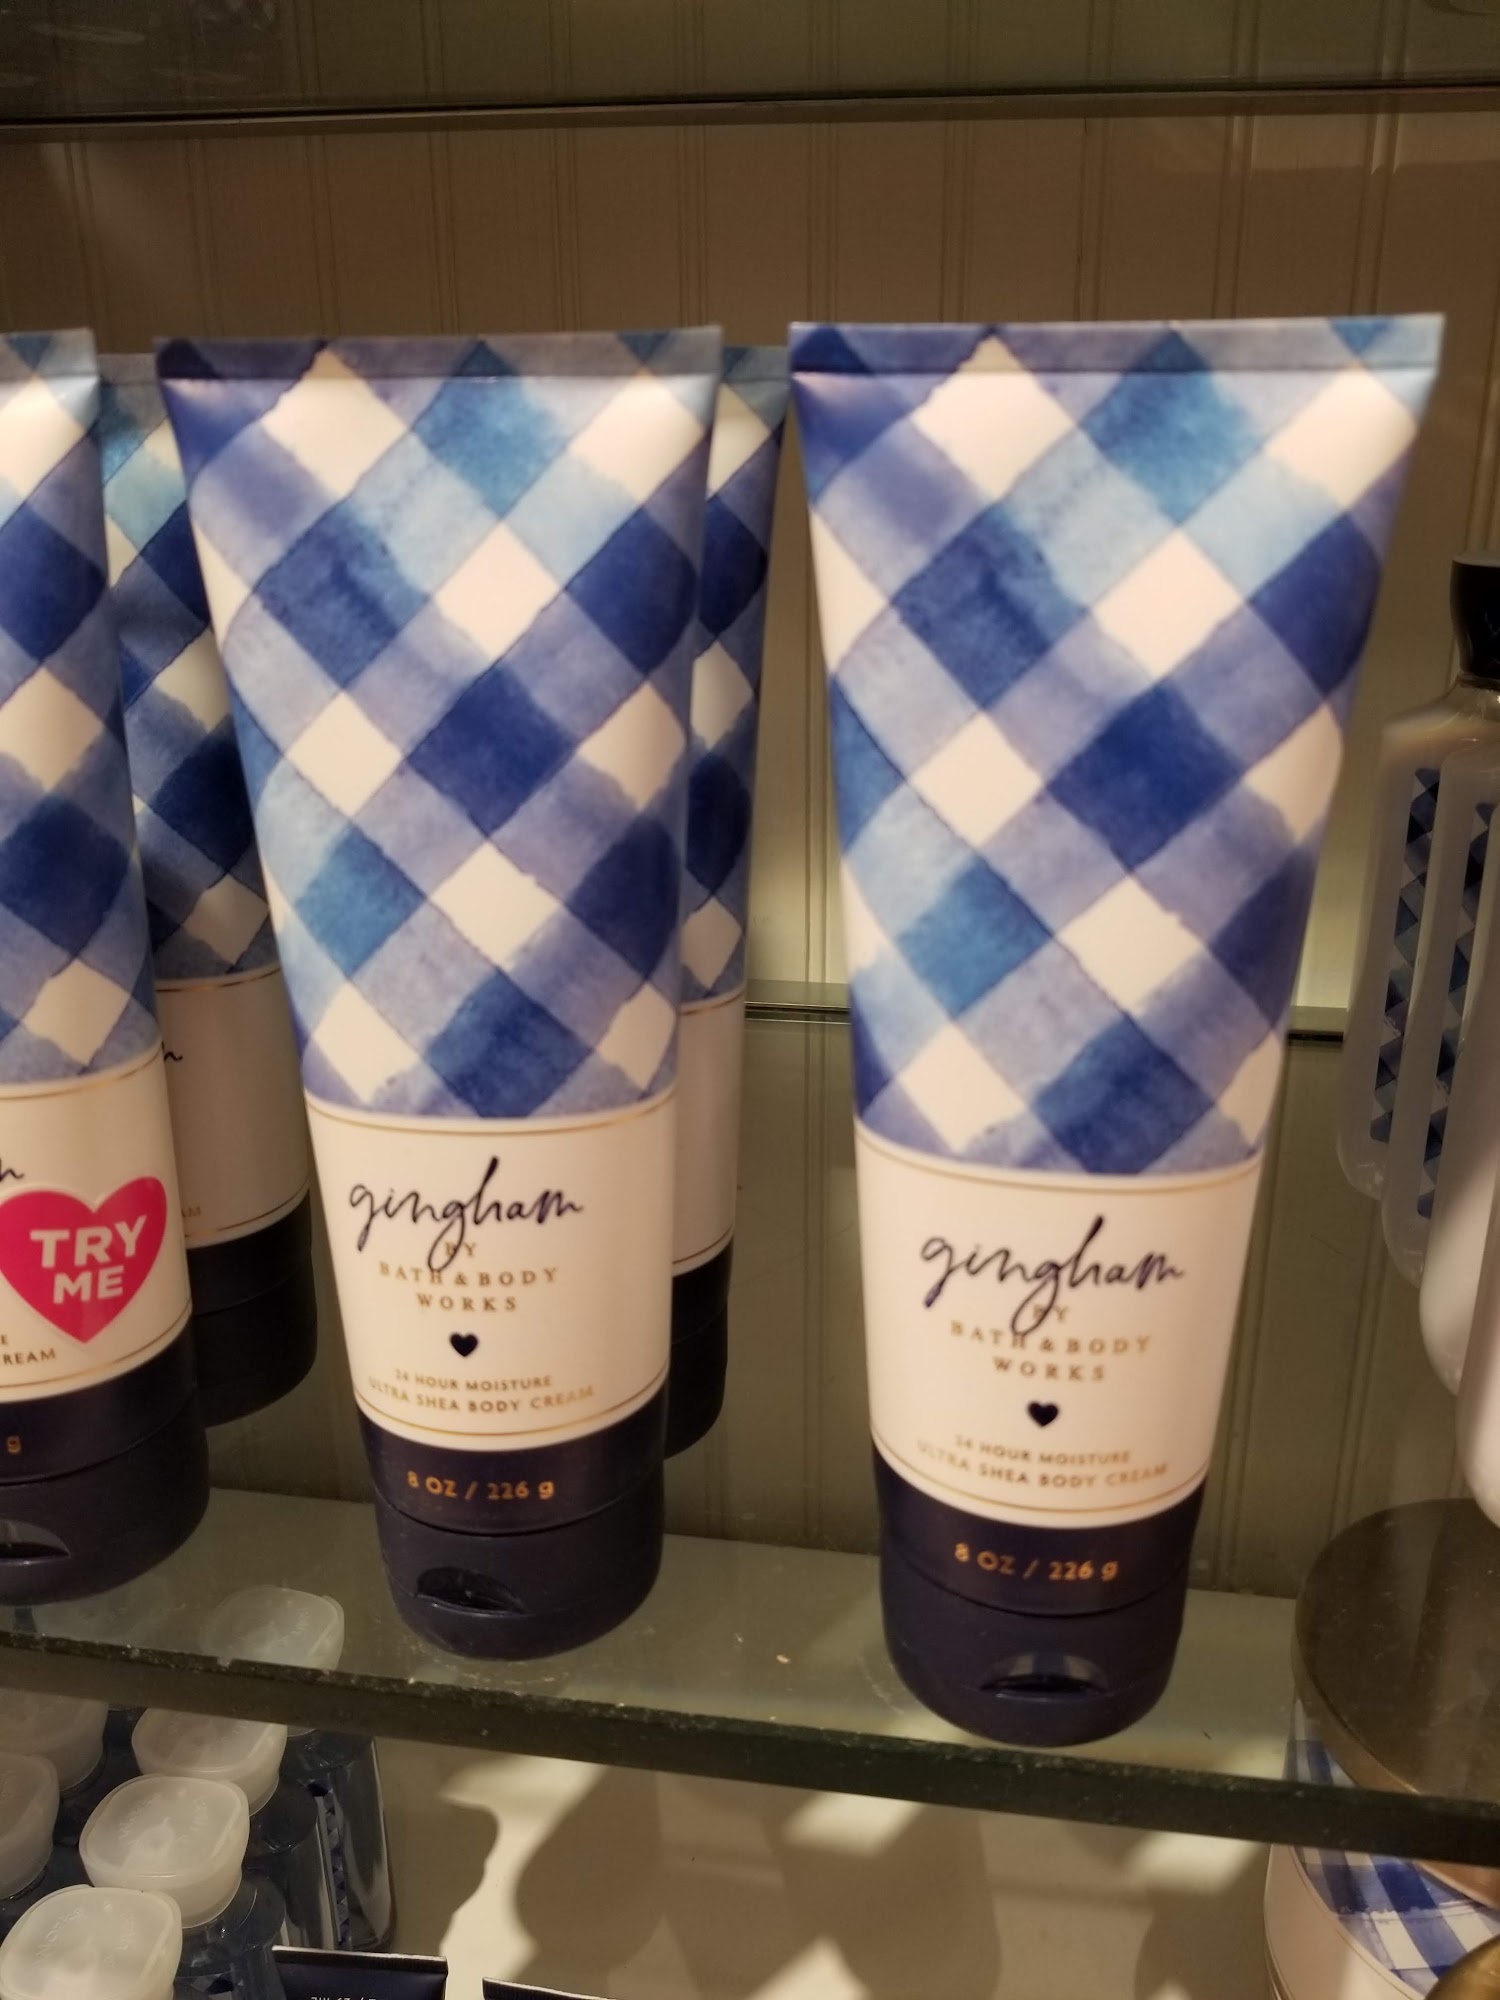 TRY
ME
REAM
g
gingham
BY
BATH & BODY
WORKS
24 HOUR MOISTURE
ULTRA SHEA BODY CREAM
8 OZ / 226 g
gingham
BY
BATH & BODY
WORKS
24 HOUR MOISTURE
ULTRA SHEA BODY CREAM
8 OZ / 226 g